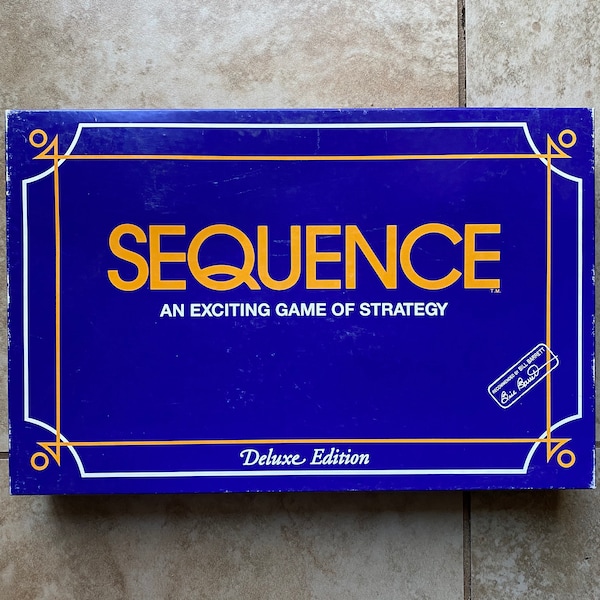 SEQUENCE
T.M.
AN EXCITING GAME OF STRATEGY
RECOMMENDED BY BILL BARRETT
Deluxe Edition